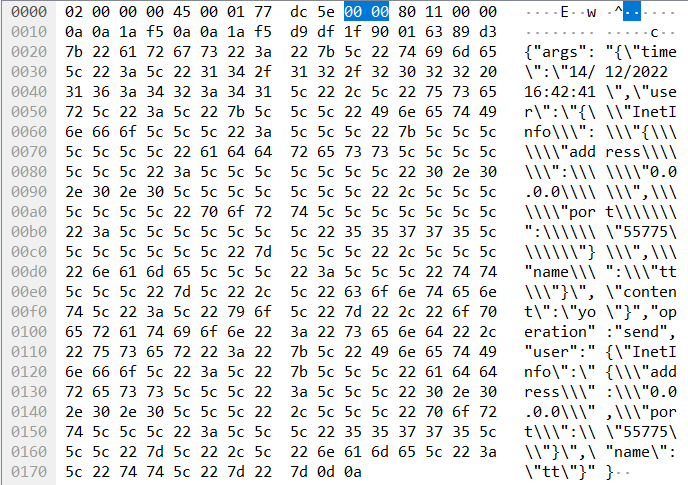 0000 02 00 00 00 45 00 01 77 dc 5e 00 00 80 11 00 00 ····E··w ·^······
0010 0a 0a 1a f5 0a 0a 1a f5 d9 df 1f 90 01 63 89 d3 ········ ·····c··
0020 7b 22 61 72 67 73 22 3a 22 7b 5c 22 74 69 6d 65 {"args": "{\"time
0030 5c 22 3a 5c 22 31 34 2f 31 32 2f 32 30 32 32 20 \":\"14/ 12/2022
0040 31 36 3a 34 32 3a 34 31 5c 22 2c 5c 22 75 73 65 16:42:41 \",\"use
0050 72 5c 22 3a 5c 22 7b 5c 5c 5c 22 49 6e 65 74 49 r\":\"{\ \\"InetI
0060 6e 66 6f 5c 5c 5c 22 3a 5c 5c 5c 22 7b 5c 5c 5c nfo\\\": \\\"{\\\
0070 5c 5c 5c 5c 22 61 64 64 72 65 73 73 5c 5c 5c 5c \\\\"add ress\\\\
0080 5c 5c 5c 22 3a 5c 5c 5c 5c 5c 5c 5c 22 30 2e 30 \\\":\\\ \\\\"0.0
0090 2e 30 2e 30 5c 5c 5c 5c 5c 5c 5c 22 2c 5c 5c 5c .0.0\\\\ \\\",\\\
00a0 5c 5c 5c 5c 22 70 6f 72 74 5c 5c 5c 5c 5c 5c 5c \\\\"por t\\\\\\\
00b0 22 3a 5c 5c 5c 5c 5c 5c 5c 22 35 35 37 37 35 5c ":\\\\\\ \"55775\
00c0 5c 5c 5c 5c 5c 5c 22 7d 5c 5c 5c 22 2c 5c 5c 5c \\\\\\"} \\\",\\\
00d0 22 6e 61 6d 65 5c 5c 5c 22 3a 5c 5c 5c 22 74 74 "name\\\ ":\\\"tt
00e0 5c 5c 5c 22 7d 5c 22 2c 5c 22 63 6f 6e 74 65 6e \\\"}\", \"conten
00f0 74 5c 22 3a 5c 22 79 6f 5c 22 7d 22 2c 22 6f 70 t\":\"yo \"}","op
0100 65 72 61 74 69 6f 6e 22 3a 22 73 65 6e 64 22 2c eration" :"send",
0110 22 75 73 65 72 22 3a 22 7b 5c 22 49 6e 65 74 49 "user":" {\"InetI
0120 6e 66 6f 5c 22 3a 5c 22 7b 5c 5c 5c 22 61 64 64 nfo\":\" {\\\"add
0130 72 65 73 73 5c 5c 5c 22 3a 5c 5c 5c 22 30 2e 30 ress\\\" :\\\"0.0
0140 2e 30 2e 30 5c 5c 5c 22 2c 5c 5c 5c 22 70 6f 72 .0.0\\\" ,\\\"por
0150 74 5c 5c 5c 22 3a 5c 5c 5c 22 35 35 37 37 35 5c t\\\":\\ \"55775\
0160 5c 5c 22 7d 5c 22 2c 5c 22 6e 61 6d 65 5c 22 3a \\"}\",\ "name\":
0170 5c 22 74 74 5c 22 7d 22 7d 0d 0a \"tt\"}" }··